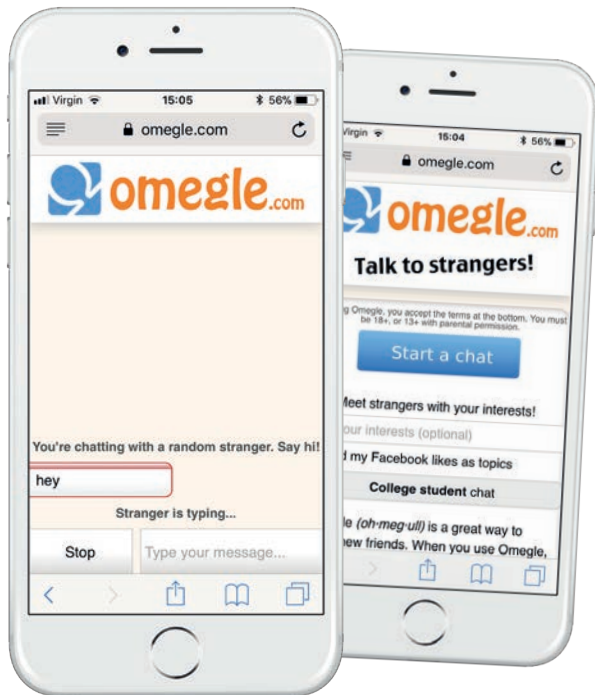 Virgin 15:05 56%
omegle.com
omegle.com
You're chatting with a random stranger. Say hi!
hey
Stranger is typing...
Stop Type your message...
Virgin 15:04 56%
omegle.com
omegle.com
Talk to strangers!
g Omegle, you accept the terms at the bottom. You must
be 18+, or 13+ with parental permission.
Start a chat
Meet strangers with your interests!
our interests (optional)
d my Facebook likes as topics
College student chat
le (oh·meg·ull) is a great way to
new friends. When you use Omegle,